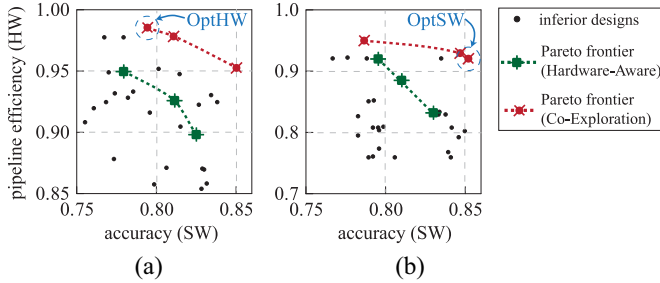 pipeline efficiency (HW)
1.00
0.95
0.90
0.85
0.75
0.80
0.85
accuracy (SW)
(a)
OptHW
1.0
0.9
0.8
0.7
0.75
0.80
0.85
accuracy (SW)
(b)
OptSW
inferior designs
Pareto frontier
(Hardware-Aware)
Pareto frontier
(Co-Exploration)